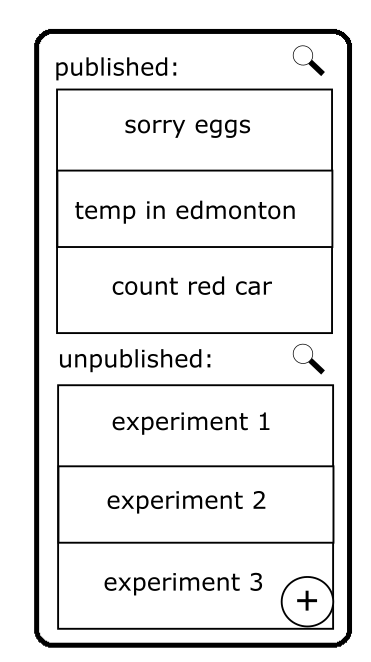 published:
sorry eggs
temp in edmonton
count red car
unpublished:
experiment 1
experiment 2
experiment 3
+